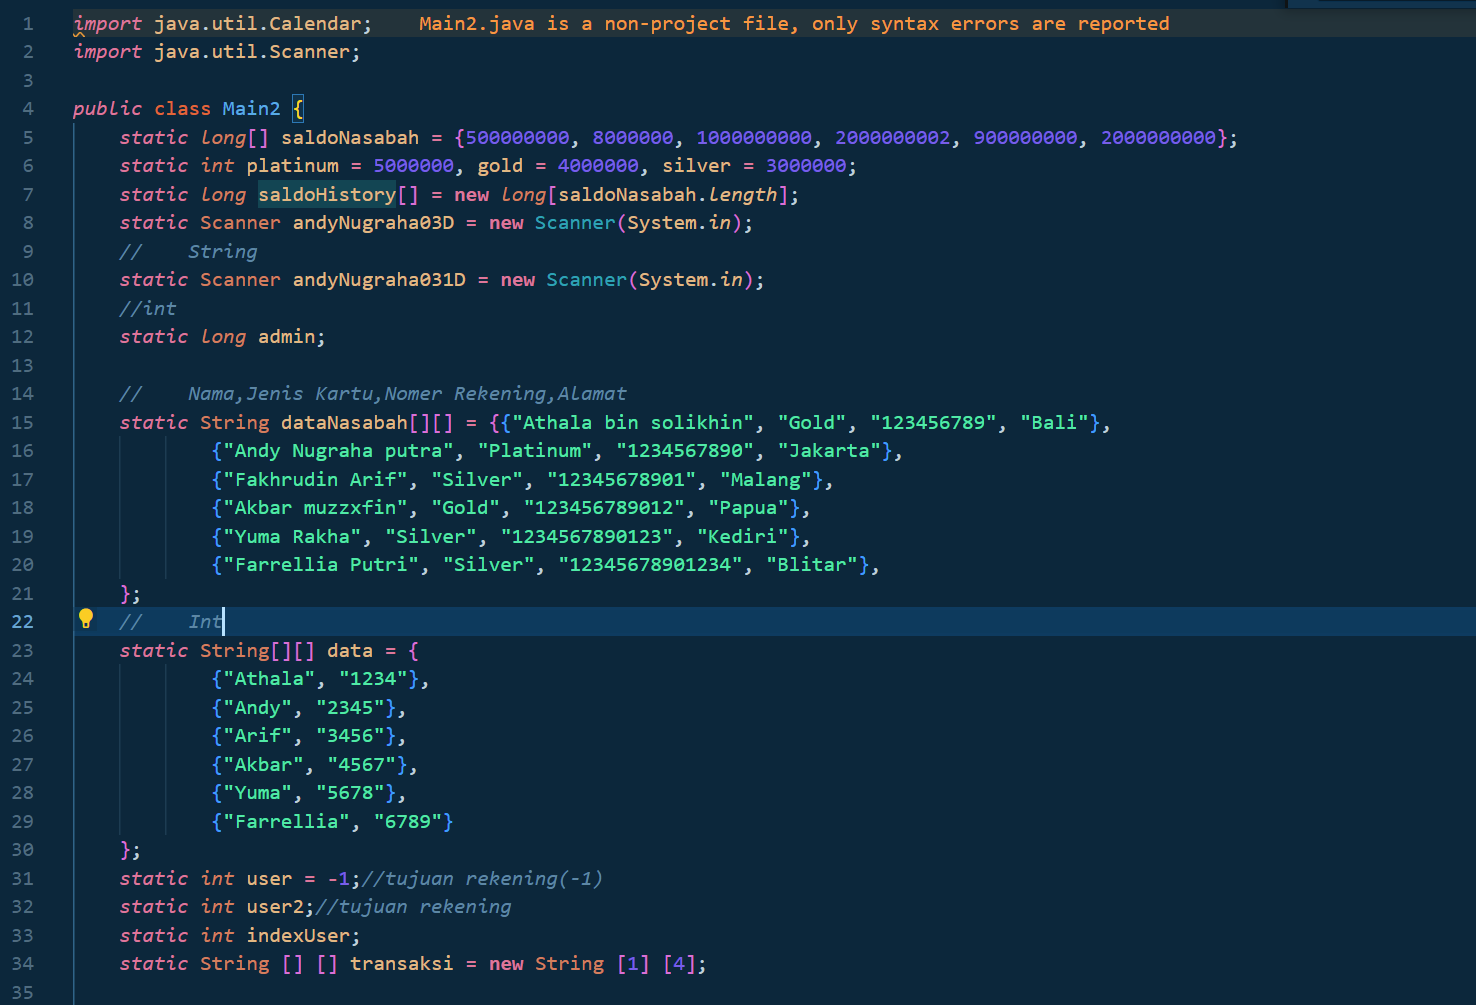 1 import java.util.Calendar; Main2.java is a non-project file, only syntax errors are reported
2 import java.util.Scanner;
3
4 public class Main2 {
5 static long[] saldoNasabah = {500000000, 8000000, 1000000000, 2000000002, 900000000, 2000000000};
6 static int platinum = 5000000, gold = 4000000, silver = 3000000;
7 static long saldoHistory[] = new long[saldoNasabah.length];
8 static Scanner andyNugraha03D = new Scanner(System.in);
9 // String
10 static Scanner andyNugraha031D = new Scanner(System.in);
11 //int
12 static long admin;
13
14 // Nama,Jenis Kartu,Nomer Rekening,Alamat
15 static String dataNasabah[][] = {{"Athala bin solikhin", "Gold", "123456789", "Bali"},
16 {"Andy Nugraha putra", "Platinum", "1234567890", "Jakarta"},
17 {"Fakhrudin Arif", "Silver", "12345678901", "Malang"},
18 {"Akbar muzzxfin", "Gold", "123456789012", "Papua"},
19 {"Yuma Rakha", "Silver", "1234567890123", "Kediri"},
20 {"Farrellia Putri", "Silver", "12345678901234", "Blitar"},
21 };
22 // Int
23 static String[][] data = {
24 {"Athala", "1234"},
25 {"Andy", "2345"},
26 {"Arif", "3456"},
27 {"Akbar", "4567"},
28 {"Yuma", "5678"},
29 {"Farrellia", "6789"}
30 };
31 static int user = -1;//tujuan rekening(-1)
32 static int user2;//tujuan rekening
33 static int indexUser;
34 static String [] [] transaksi = new String [1] [4];
35